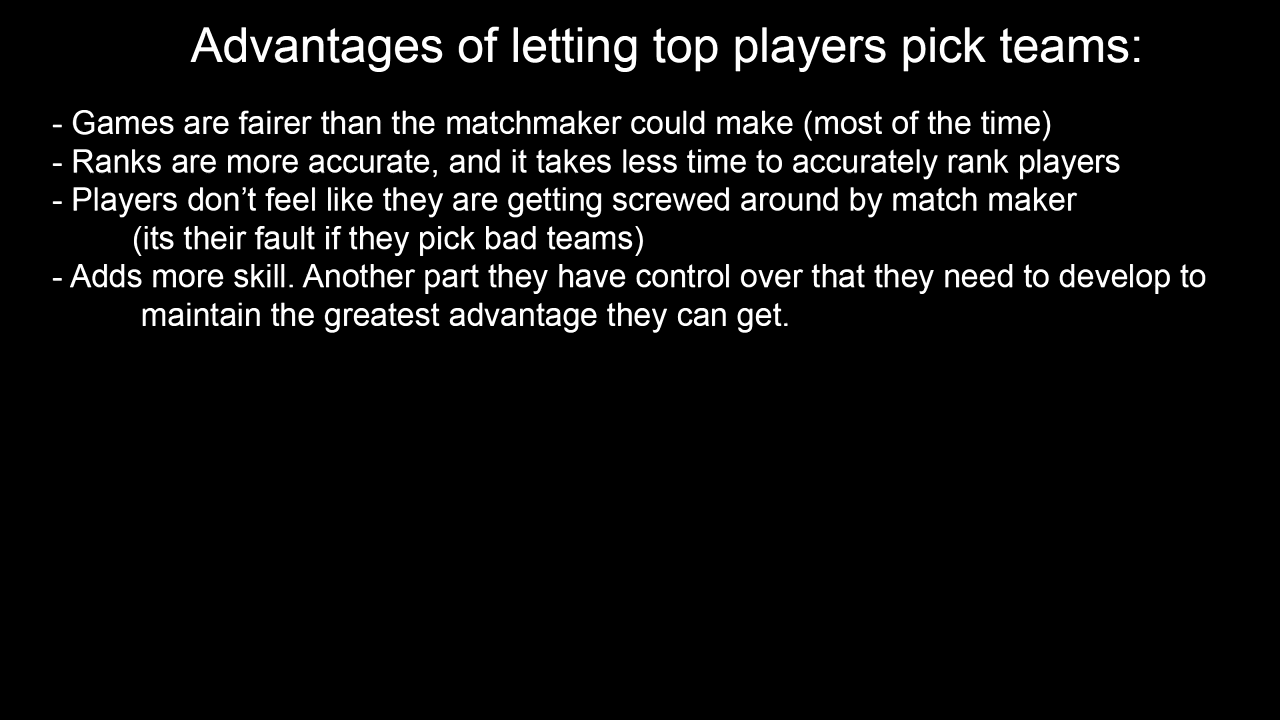 Advantages of letting top players pick teams:
- Games are fairer than the matchmaker could make (most of the time)
- Ranks are more accurate, and it takes less time to accurately rank players
- Players don’t feel like they are getting screwed around by match maker
(its their fault if they pick bad teams)
- Adds more skill. Another part they have control over that they need to develop to
maintain the greatest advantage they can get.